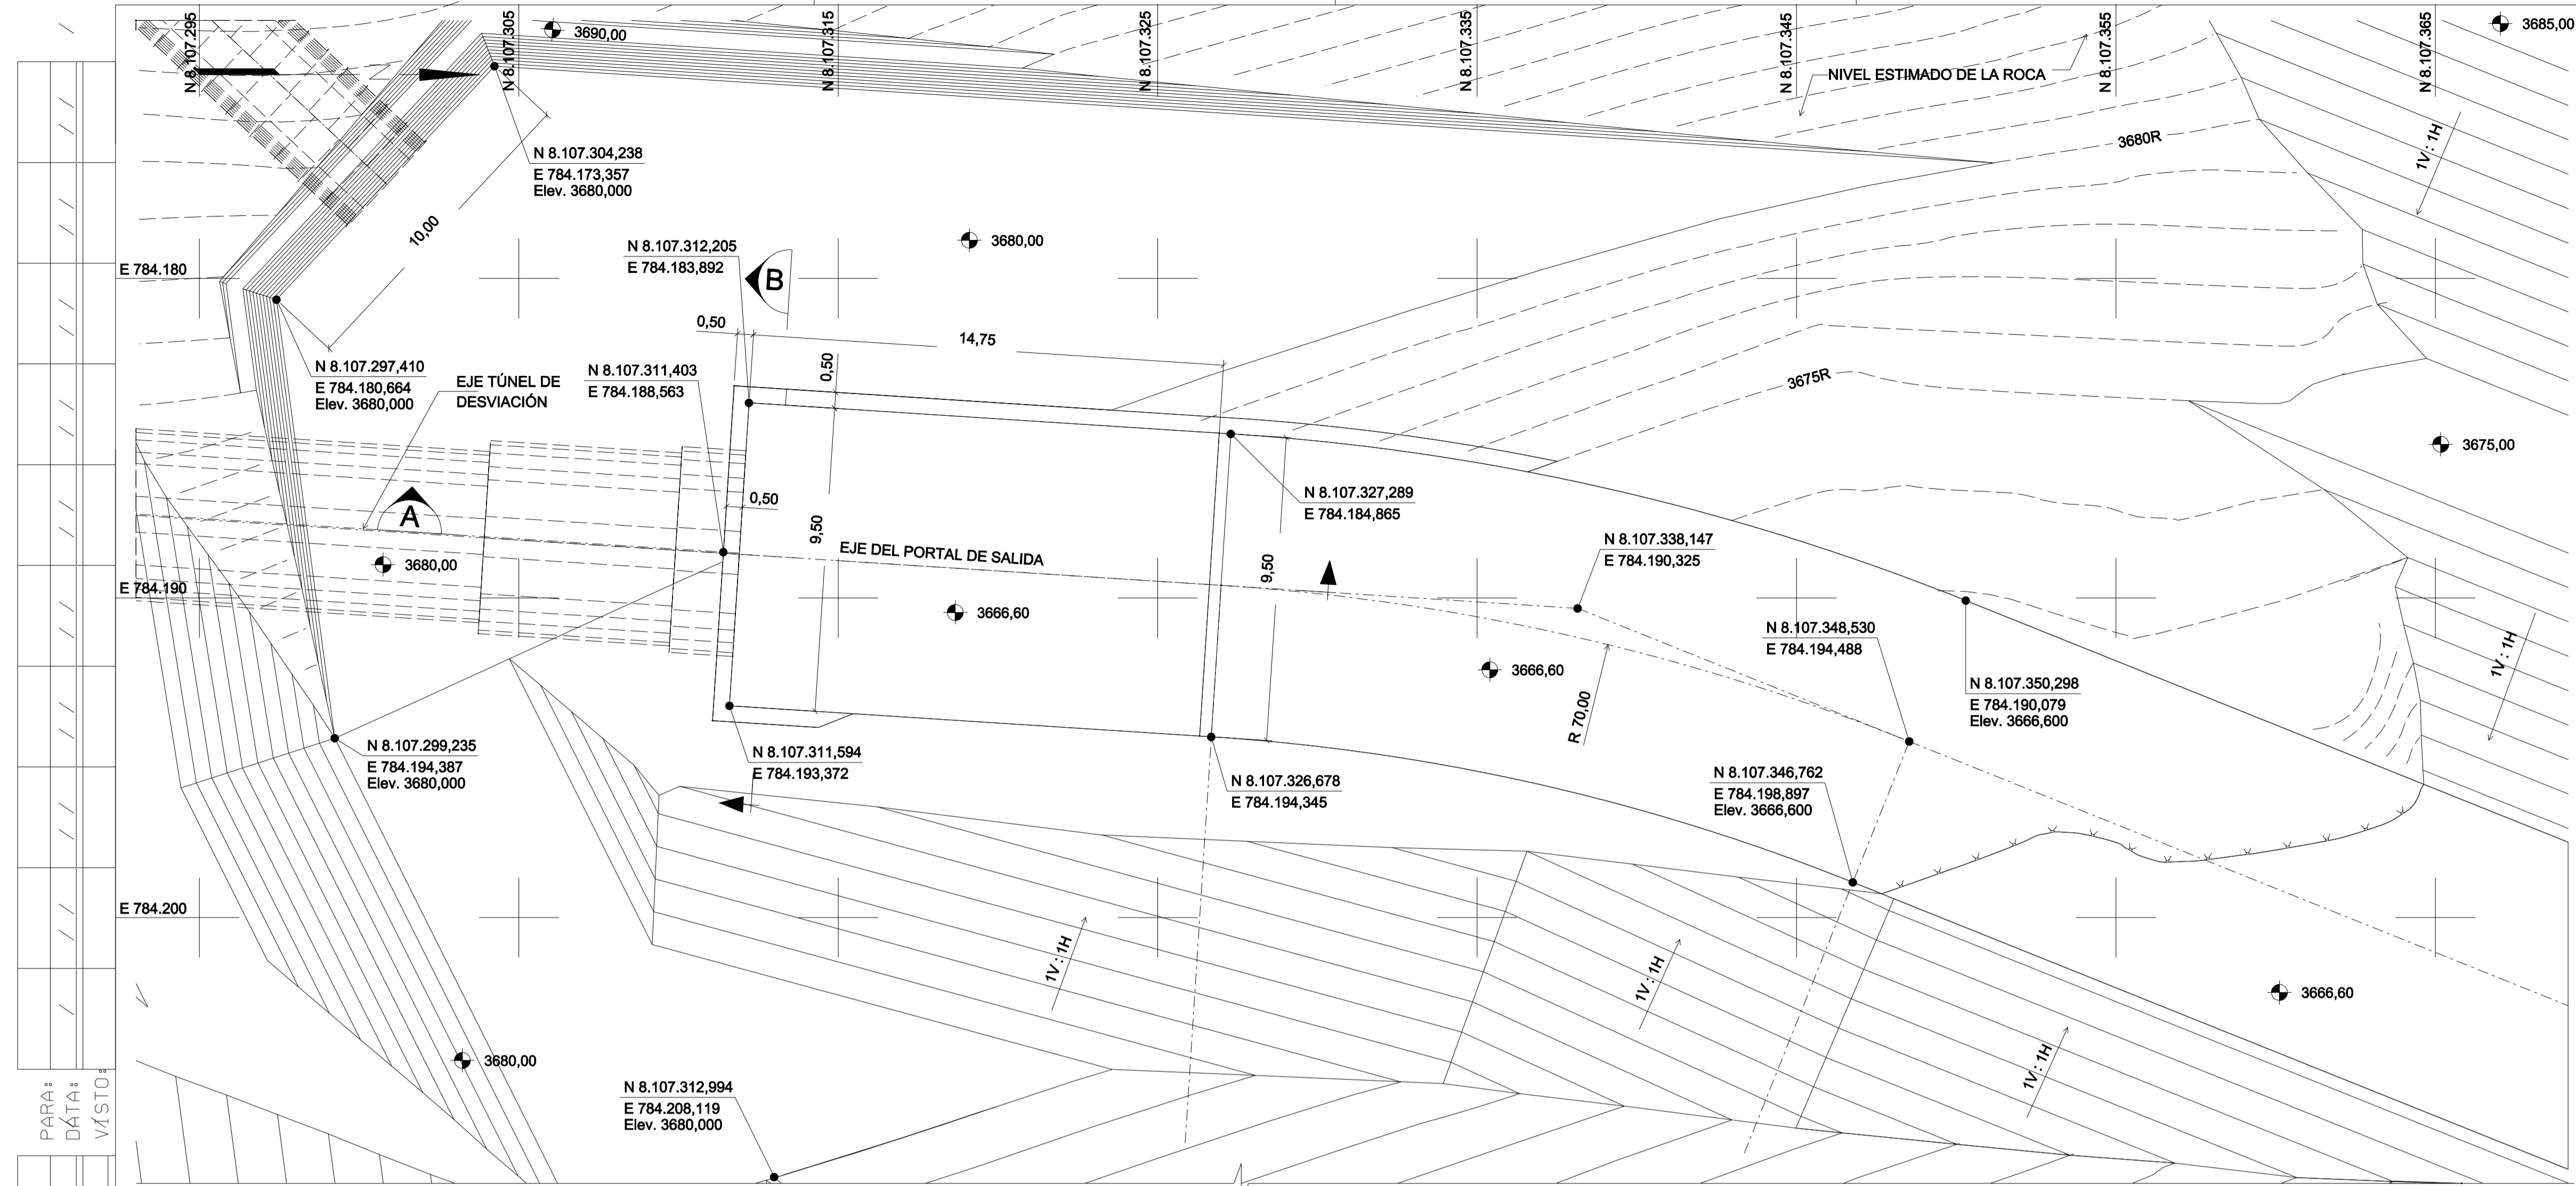 N 8.107.295
N 8.107.305
N 8.107.315
N 8.107.325
N 8.107.335
N 8.107.345
N 8.107.355
N 8.107.365
3690,00
3685,00
NIVEL ESTIMADO DE LA ROCA
1V : 1H
3680R
N 8.107.304,238
E 784.173,357
Elev. 3680,000
10,00
N 8.107.312,205
E 784.183,892
B
3680,00
E 784.180
0,50
14,75
0,50
N 8.107.297,410
E 784.180,664
Elev. 3680,000
EJE TÚNEL DE
DESVIACIÓN
N 8.107.311,403
E 784.188,563
3675R
3675,00
0,50
9,50
A
N 8.107.327,289
E 784.184,865
EJE DEL PORTAL DE SALIDA
9,50
N 8.107.338,147
E 784.190,325
3680,00
E 784.190
3666,60
N 8.107.348,530
E 784.194,488
3666,60
R 70,00
N 8.107.350,298
E 784.190,079
Elev. 3666,600
1V : 1H
N 8.107.299,235
E 784.194,387
Elev. 3680,000
N 8.107.311,594
E 784.193,372
N 8.107.326,678
E 784.194,345
N 8.107.346,762
E 784.198,897
Elev. 3666,600
E 784.200
1V : 1H
1V : 1H
1V : 1H
3666,60
3680,00
N 8.107.312,994
E 784.208,119
Elev. 3680,000
PARA:
DÁTA:
VÍSTO: